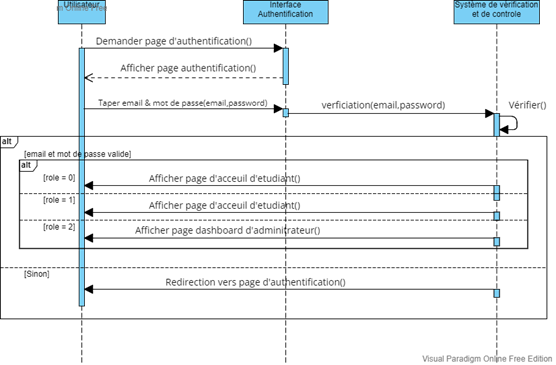 Utilisateur
Online Free
Interface
Authentification
Système de vérification
et de controle
Demander page d'authentification()
Afficher page authentification()
Taper email & mot de passe(email,password)
verficiation(email,password)
Vérifier()
alt
[email et mot de passe valide]
alt
[role = 0]
Afficher page d'acceuil d'etudiant()
[role = 1]
Afficher page d'acceuil d'etudiant()
[role = 2]
Afficher page dashboard d'adminitrateur()
[Sinon]
Redirection vers page d'authentification()
Visual Paradigm Online Free Edition